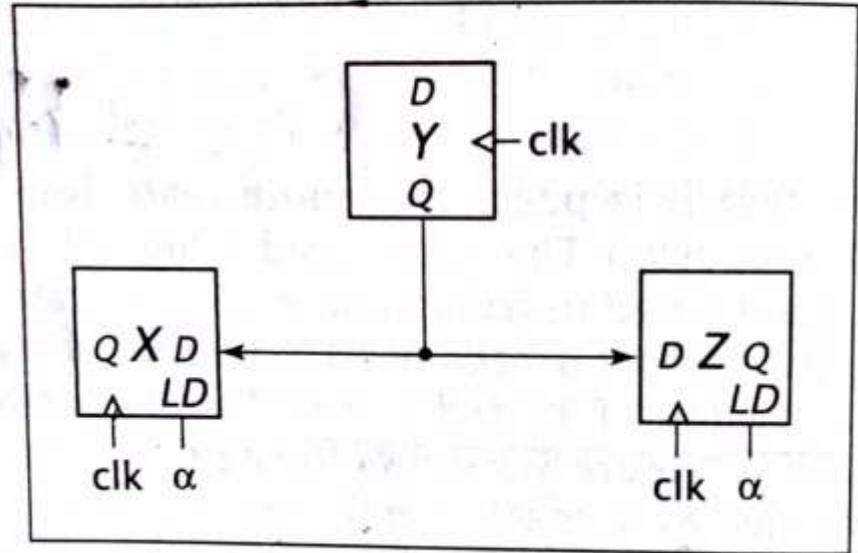 D
Y clk
Q
Q X D
LD
clk α
D Z Q
LD
clk α